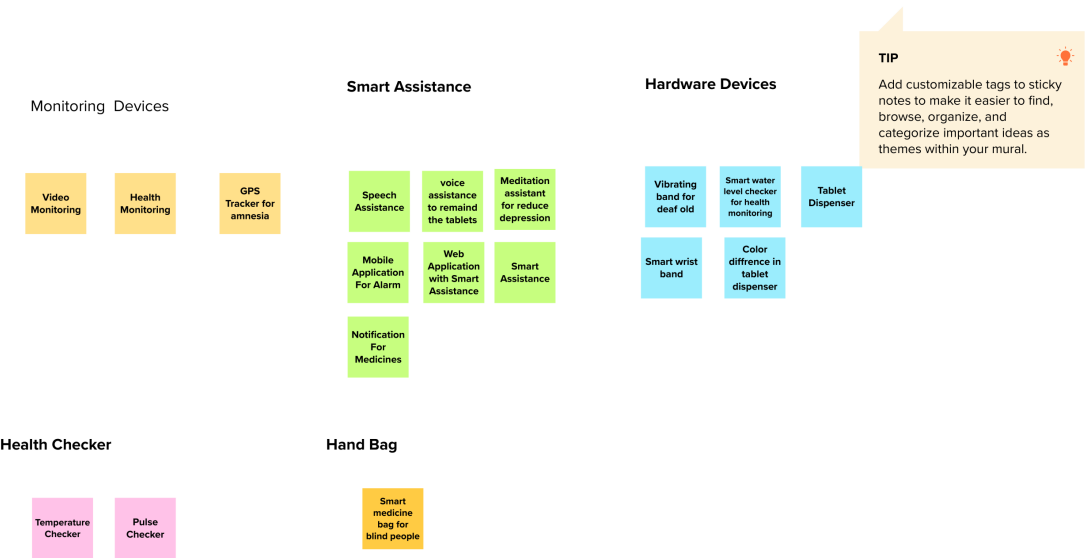 TIP
Add customizable tags to sticky
notes to make it easier to find,
browse, organize, and
categorize important ideas as
themes within your mural.
Monitoring Devices
Video
Monitoring
Health
Monitoring
GPS
Tracker for
amnesia
Smart Assistance
Speech
Assistance
voice
assistance
to remaind
the tablets
Meditation
assistant
for reduce
depression
Mobile
Application
For Alarm
Web
Application
with Smart
Assistance
Smart
Assistance
Notification
For
Medicines
Hardware Devices
Vibrating
band for
deaf old
Smart water
level checker
for health
monitoring
Tablet
Dispenser
Smart wrist
band
Color
diffrence in
tablet
dispenser
Health Checker
Temperature
Checker
Pulse
Checker
Hand Bag
Smart
medicine
bag for
blind people